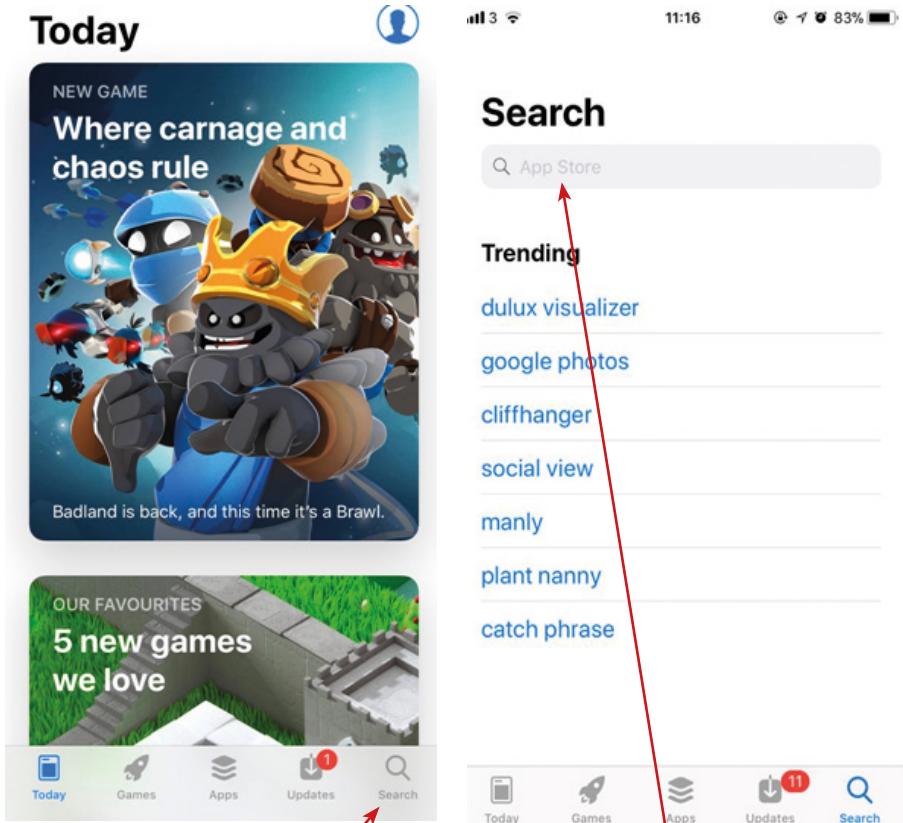 Today
NEW GAME
Where carnage and
chaos rule
Badland is back, and this time it's a Brawl.
OUR FAVOURITES
5 new games
we love
1
Today Games Apps Updates Search
3 11:16 83%
Search
App Store
Trending
dulux visualizer
google photos
cliffhanger
social view
manly
plant nanny
catch phrase
11
Today Games Apps Updates Search